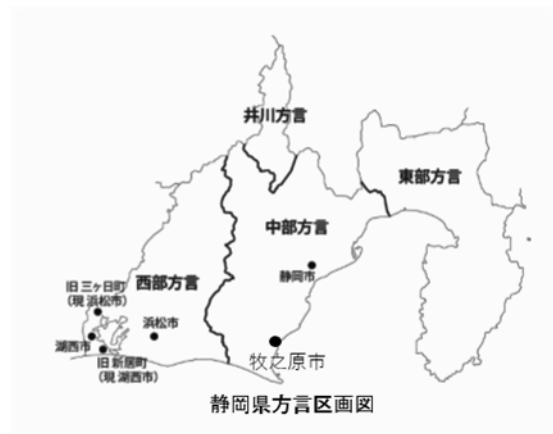 井川方言
東部方言
中部方言
静岡市
旧 三ヶ日町
(現 浜松市)
西部方言
浜松市
湖西市
旧 新居町
(現 湖西市)
牧之原市
静岡県方言区画図